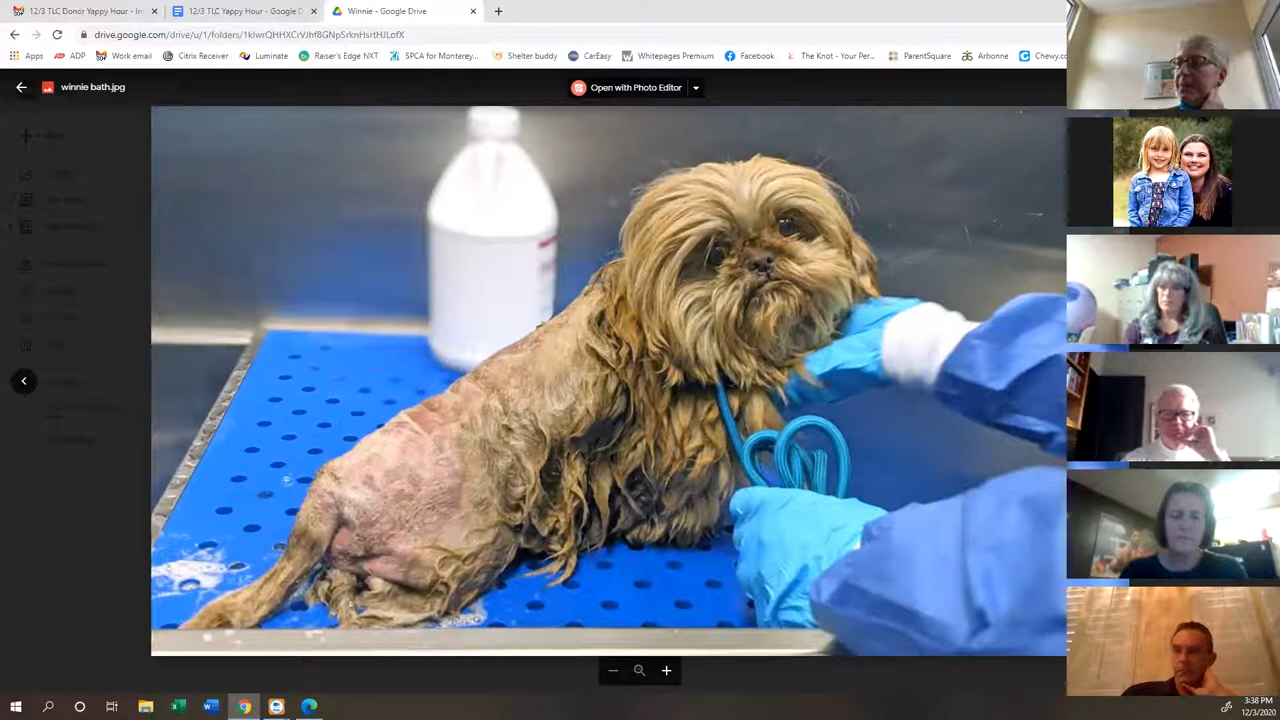 12/3 TLC Donor Yappy Hour - In
12/3 TLC Yappy Hour - Google D
Winnie - Google Drive
drive.google.com/drive/u/1/folders/
Apps ADP Work email Citrix Receiver Luminate Raiser's Edge NXT SPCA for Monterey... Shelter buddy CarEasy Whitepages Premium Facebook The Knot - Your Per... ParentSquare Arbonne Chewy.co
winnie bath.jpg
Open with Photo Editor
3:38 PM
12/3/2020